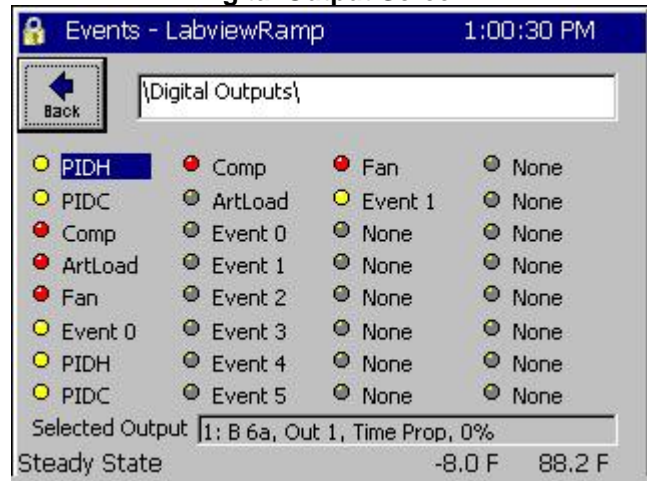 Digital Output Screen
Events - LabviewRamp 1:00:30 PM
Back \Digital Outputs\
PIDH Comp Fan None
PIDC ArtLoad Event 1 None
Comp Event 0 None None
ArtLoad Event 1 None None
Fan Event 2 None None
Event 0 Event 3 None None
PIDH Event 4 None None
PIDC Event 5 None None
Selected Output 1: B 6a, Out 1, Time Prop, 0%
Steady State -8.0 F 88.2 F